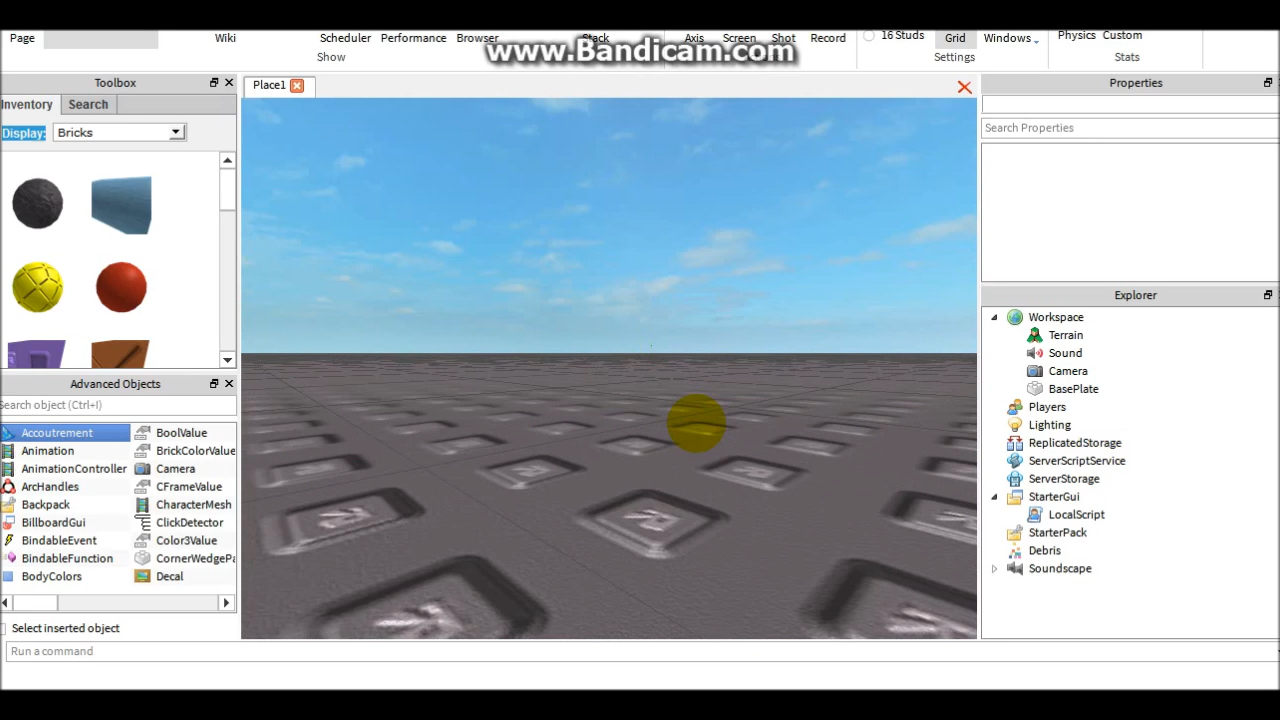 Page Wiki Scheduler Performance Browser Stack Axis Screen Shot Record 16 Studs Grid Windows Physics Custom
www.Bandicam.com
Show Settings Stats
Toolbox
Inventory Search
Display: Bricks
Advanced Objects
Search object (Ctrl+I)
Accoutrement BoolValue
Animation BrickColorValue
AnimationController Camera
ArcHandles CFrameValue
Backpack CharacterMesh
BillboardGui ClickDetector
BindableEvent Color3Value
BindableFunction CornerWedgePa
BodyColors Decal
Select inserted object
Run a command
Place1
Properties
Search Properties
Explorer
Workspace
Terrain
Sound
Camera
BasePlate
Players
Lighting
ReplicatedStorage
ServerScriptService
ServerStorage
StarterGui
LocalScript
StarterPack
Debris
Soundscape